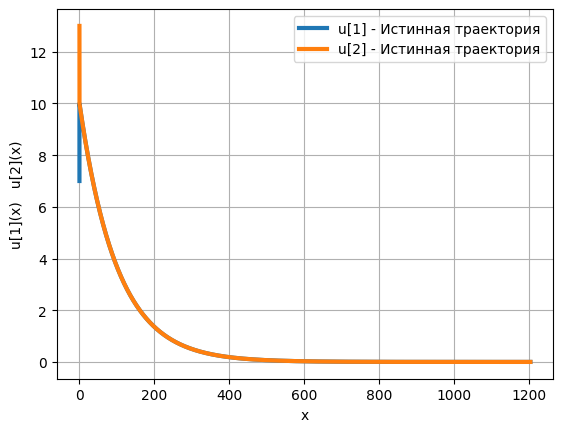 u[1] - Истинная траектория
u[2] - Истинная траектория
12
10
8
6
4
2
0
u[1](x)   u[2](x)
0 200 400 600 800 1000 1200
x